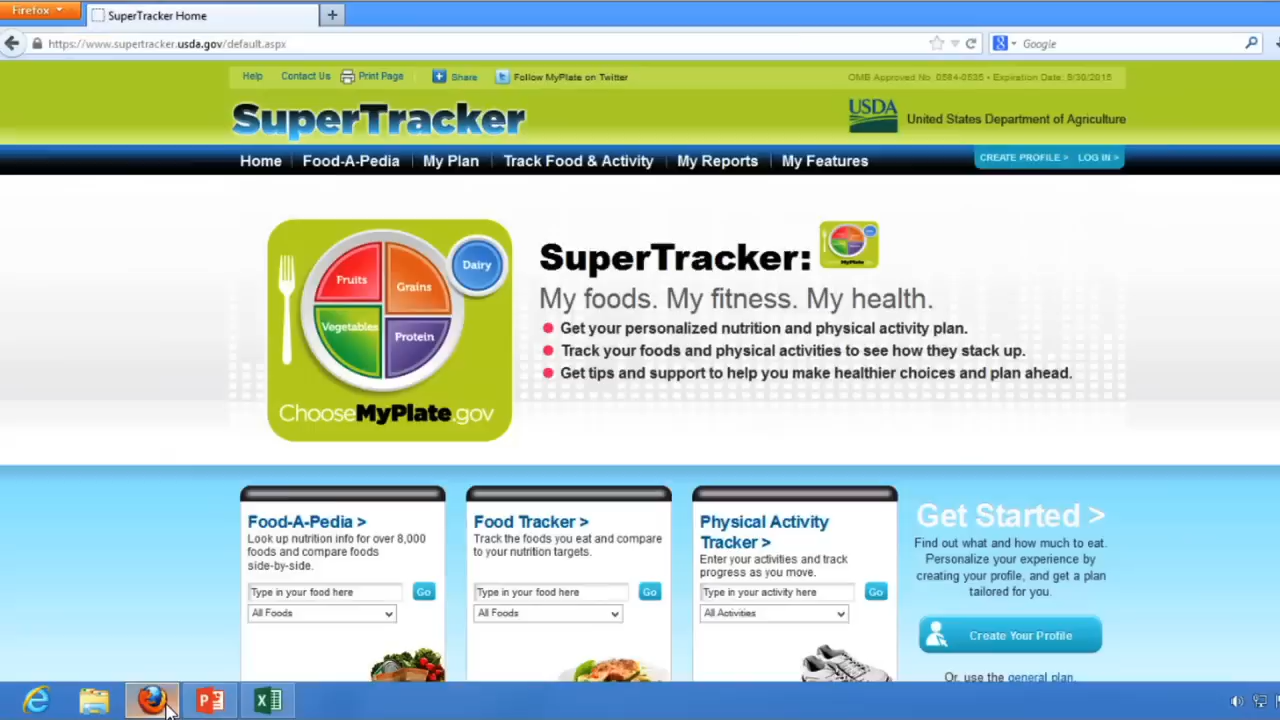 Firefox
SuperTracker Home
https://www.supertracker.usda.gov/default.aspx
Google
Help Contact Us Print Page Share Follow MyPlate on Twitter
OMB Approved No: 0584-0535 • Expiration Date: 8/30/2015
SuperTracker
USDA United States Department of Agriculture
Home Food-A-Pedia My Plan Track Food & Activity My Reports My Features
CREATE PROFILE > LOG IN >
Fruits
Grains
Dairy
Vegetables
Protein
ChooseMyPlate.gov
SuperTracker:
My foods. My fitness. My health.
Get your personalized nutrition and physical activity plan.
Track your foods and physical activities to see how they stack up.
Get tips and support to help you make healthier choices and plan ahead.
Food-A-Pedia >
Look up nutrition info for over 8,000
foods and compare foods
side-by-side.
Type in your food here Go
All Foods
Food Tracker >
Track the foods you eat and compare
to your nutrition targets.
Type in your food here Go
All Foods
Physical Activity
Tracker >
Enter your activities and track
progress as you move.
Type in your activity here Go
All Activities
Get Started >
Find out what and how much to eat.
Personalize your experience by
creating your profile, and get a plan
tailored for you.
Create Your Profile
Or, use the general plan.